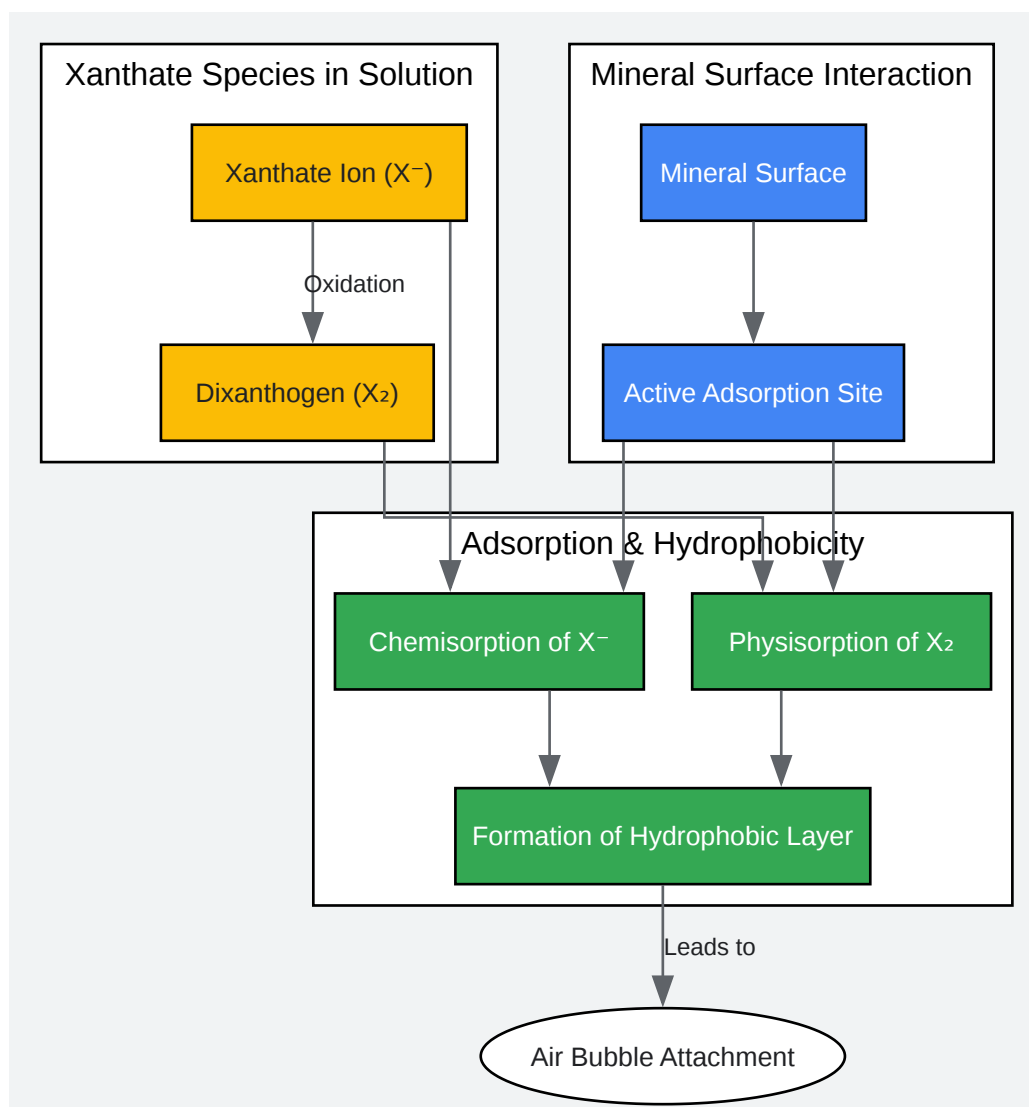 Xanthate Species in Solution
Mineral Surface Interaction
Xanthate Ion (X⁻)
Mineral Surface
Oxidation
Dixanthogen (X₂)
Active Adsorption Site
Adsorption & Hydrophobicity
Chemisorption of X⁻
Physisorption of X₂
Formation of Hydrophobic Layer
Leads to
Air Bubble Attachment